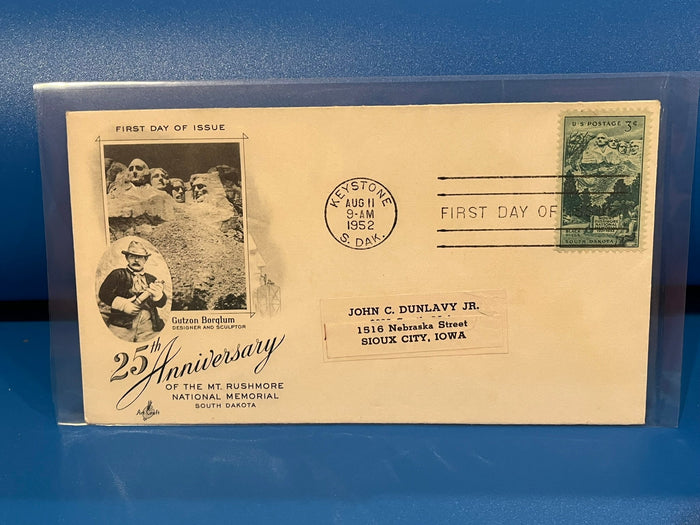 FIRST DAY OF ISSUE
Gutzon Borglum
DESIGNER AND SCULPTOR
25th Anniversary
OF THE MT. RUSHMORE
NATIONAL MEMORIAL
SOUTH DAKOTA
ArtCraft
KEYSTONE
AUG 11
9-AM
1952
S. DAK.
FIRST DAY OF
U.S. POSTAGE 3¢
SOUTH DAKOTA
JOHN C. DUNLAVY JR.
1516 Nebraska Street
SIOUX CITY, IOWA